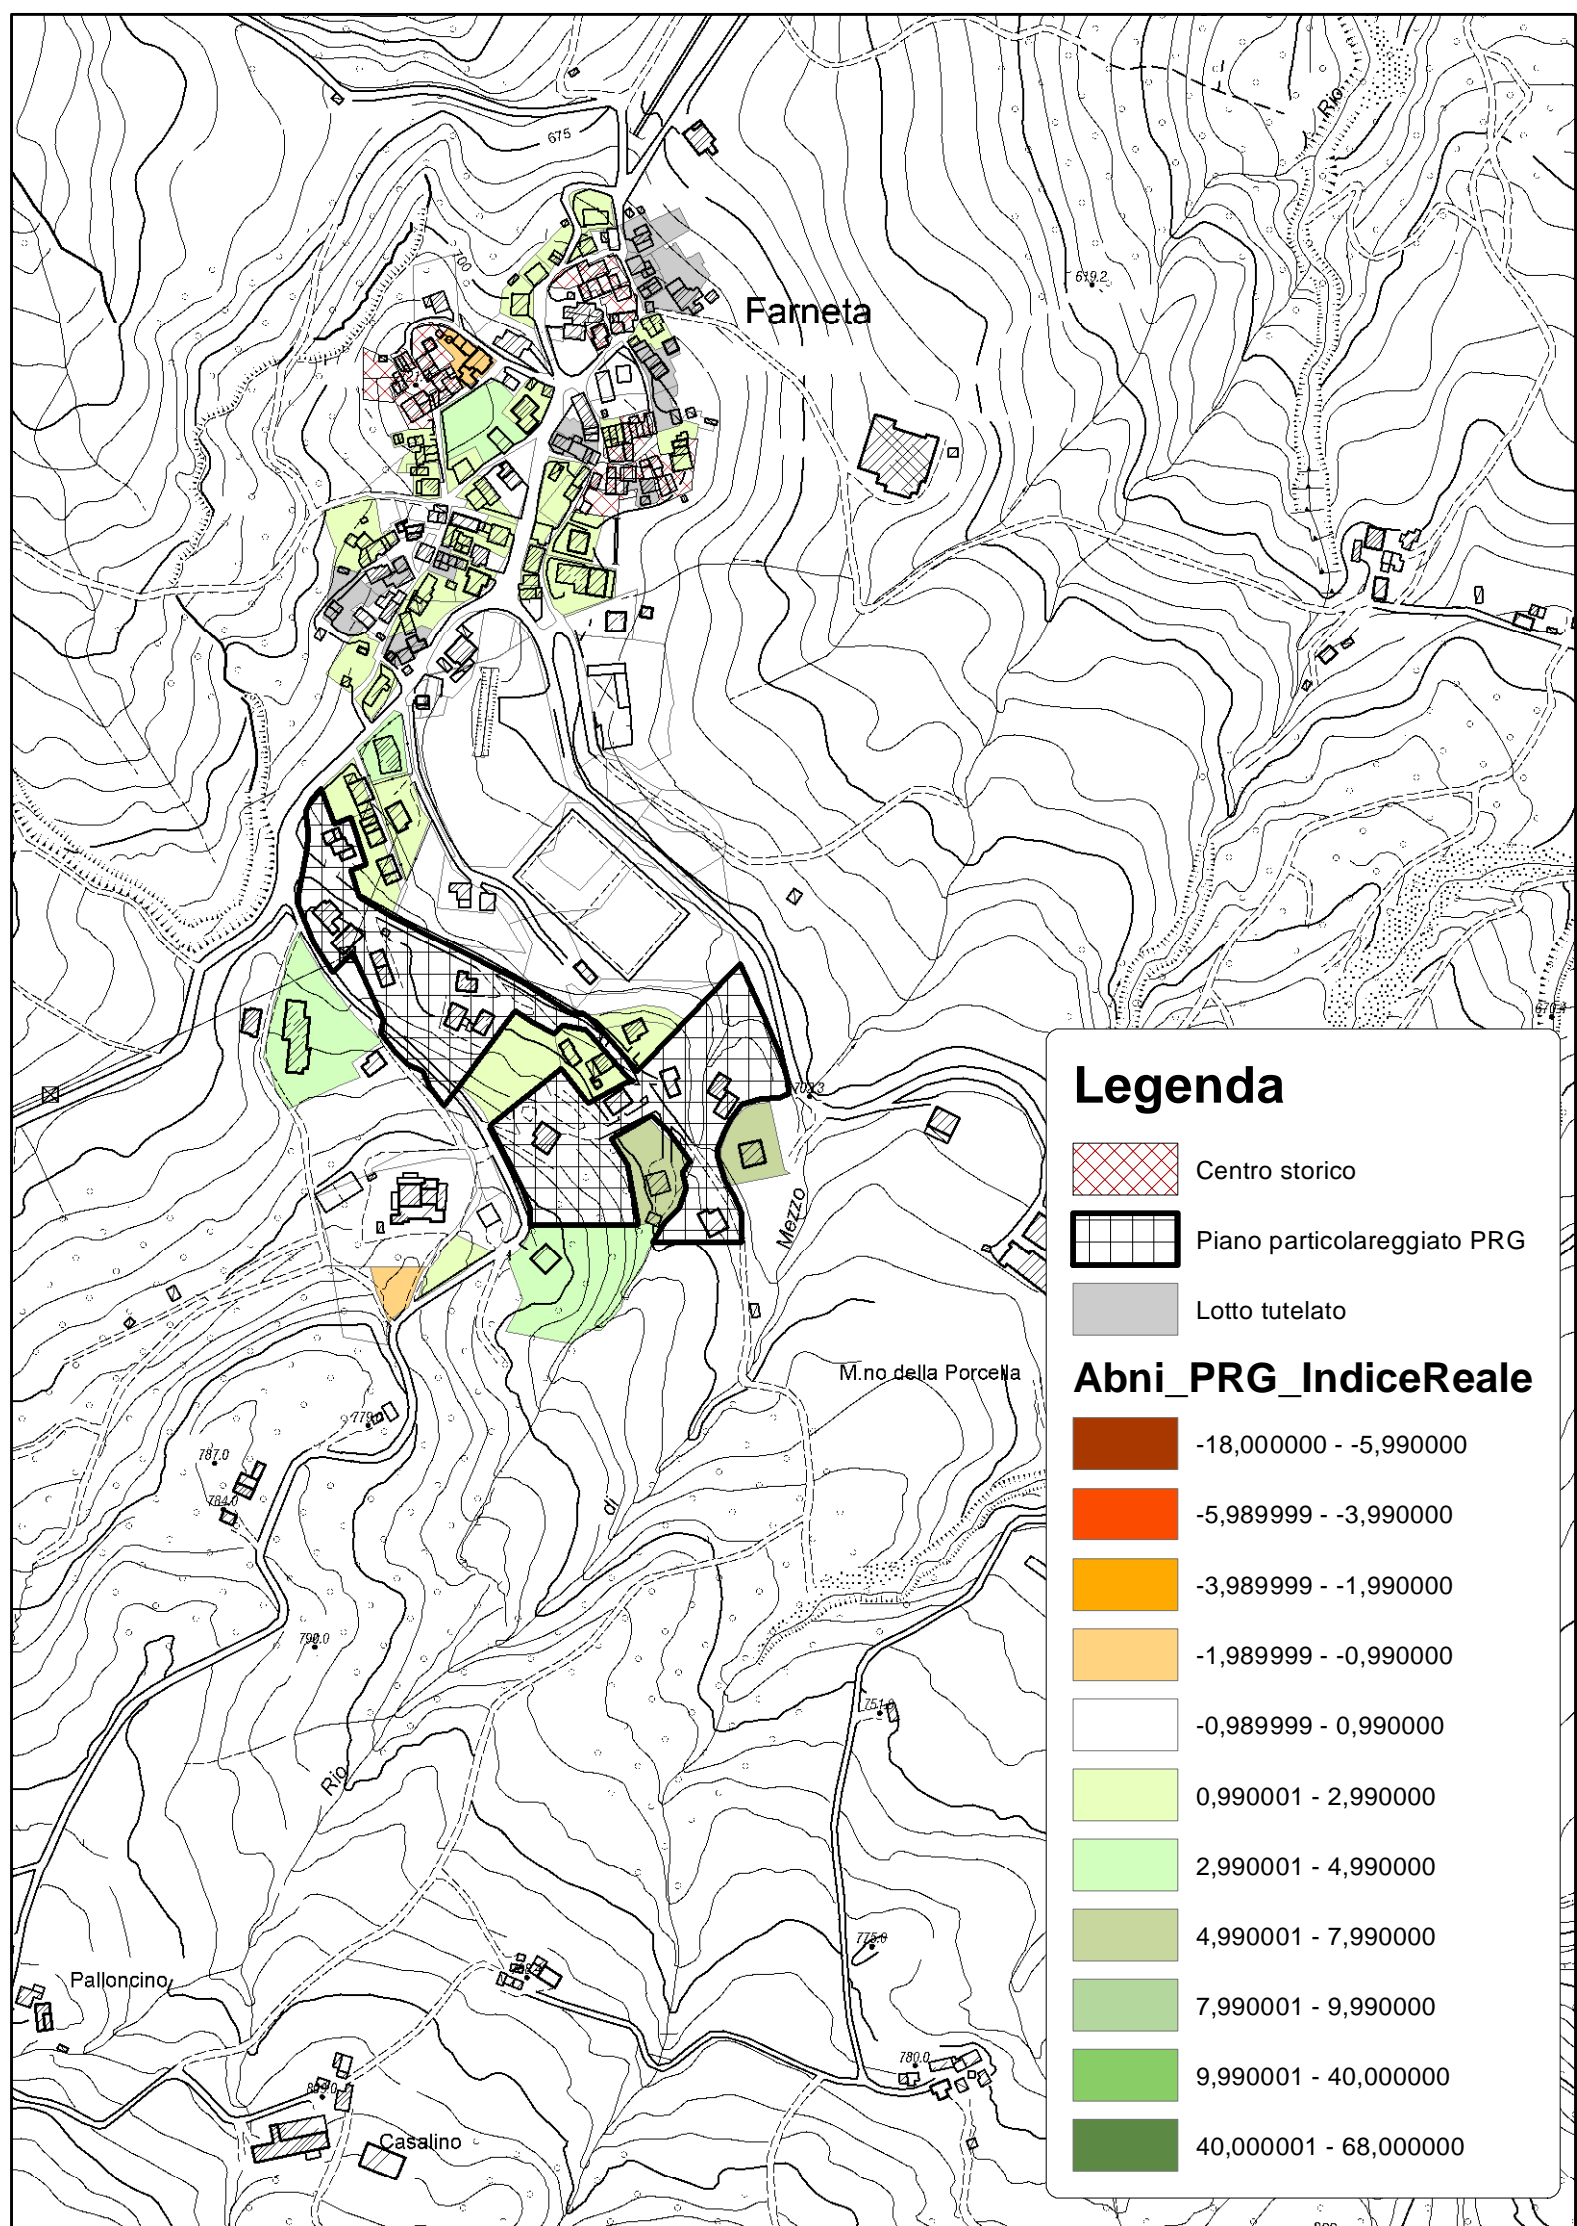 Rio
675
700
619.2
Farneta
703.3
Legenda
Centro storico
Mezzo
Piano particolareggiato PRG
Lotto tutelato
M.no della Porcella
Abni_PRG_IndiceReale
-18,000000 - -5,990000
787.0
di
-5,989999 - -3,990000
784.0
-3,989999 - -1,990000
790.0
-1,989999 - -0,990000
751.0
-0,989999 - 0,990000
Rio
0,990001 - 2,990000
2,990001 - 4,990000
4,990001 - 7,990000
775.0
Palloncino
7,990001 - 9,990000
780.0
9,990001 - 40,000000
Casalino
40,000001 - 68,000000